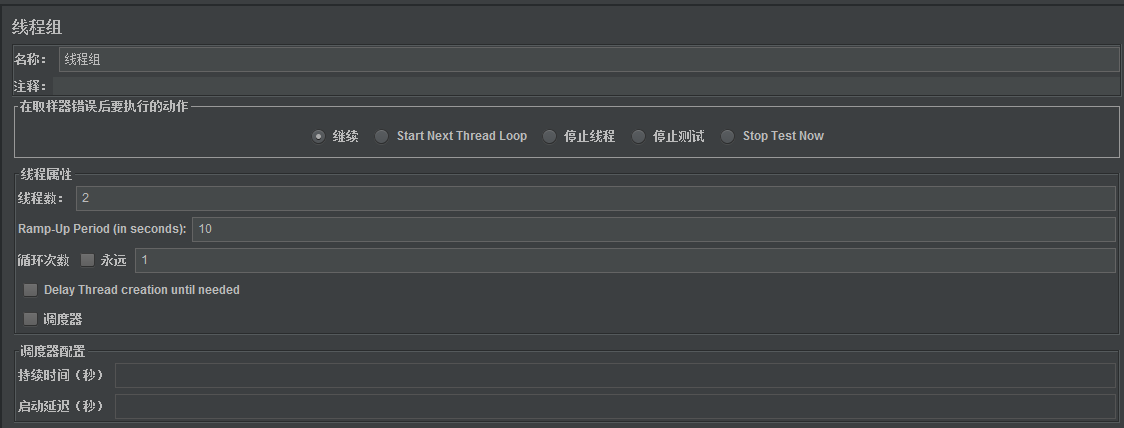 线程组
名称： 线程组
注释：
在取样器错误后要执行的动作
继续 Start Next Thread Loop 停止线程 停止测试 Stop Test Now
线程属性
线程数： 2
Ramp-Up Period (in seconds): 10
循环次数 永远 1
Delay Thread creation until needed
调度器
调度器配置
持续时间（秒）
启动延迟（秒）